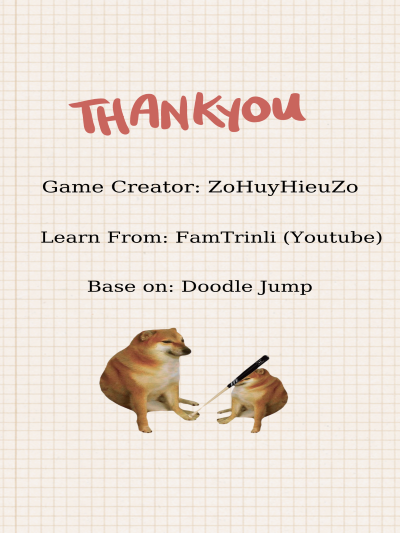 THANKYOU
Game Creator: ZoHuyHieuZo
Learn From: FamTrinli (Youtube)
Base on: Doodle Jump